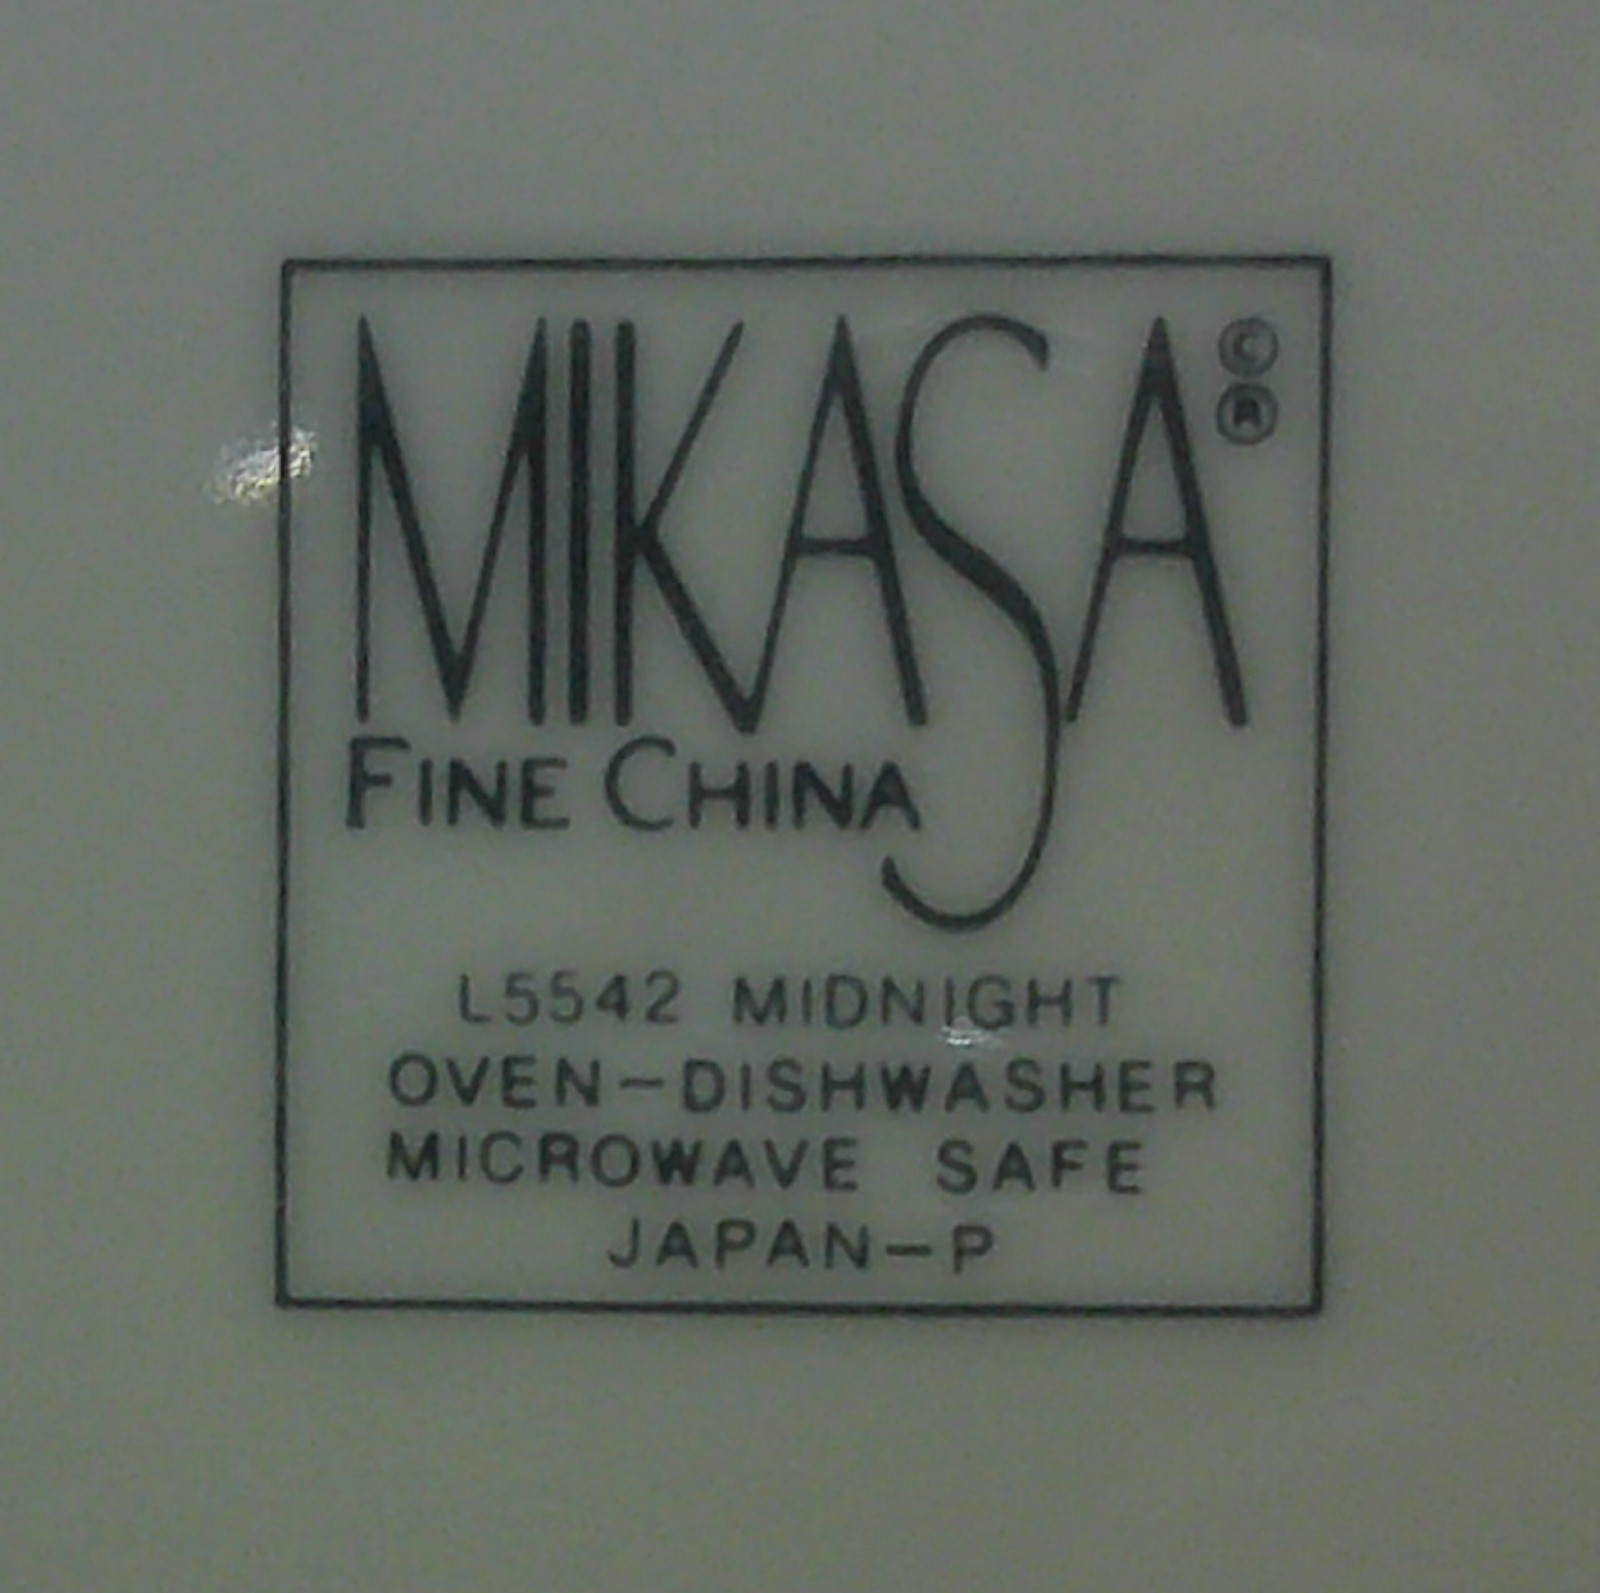 MIKASA © ®
FINE CHINA
L5542 MIDNIGHT
OVEN-DISHWASHER
MICROWAVE SAFE
JAPAN-P